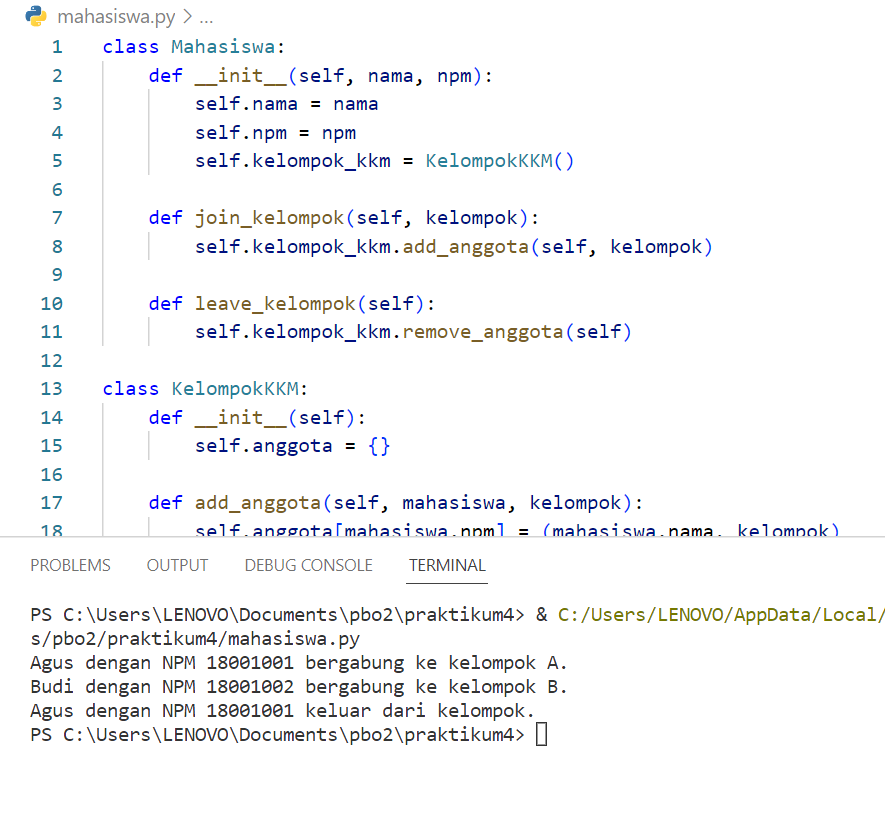 mahasiswa.py > ...
1 class Mahasiswa:
2     def __init__(self, nama, npm):
3         self.nama = nama
4         self.npm = npm
5         self.kelompok_kkm = KelompokKKM()
6
7     def join_kelompok(self, kelompok):
8         self.kelompok_kkm.add_anggota(self, kelompok)
9
10     def leave_kelompok(self):
11         self.kelompok_kkm.remove_anggota(self)
12
13 class KelompokKKM:
14     def __init__(self):
15         self.anggota = {}
16
17     def add_anggota(self, mahasiswa, kelompok):
18         self.anggota[mahasiswa.npm] = (mahasiswa.nama, kelompok)
PROBLEMS OUTPUT DEBUG CONSOLE TERMINAL
PS C:\Users\LENOVO\Documents\pbo2\praktikum4> & C:/Users/LENOVO/AppData/Local/
s/pbo2/praktikum4/mahasiswa.py
Agus dengan NPM 18001001 bergabung ke kelompok A.
Budi dengan NPM 18001002 bergabung ke kelompok B.
Agus dengan NPM 18001001 keluar dari kelompok.
PS C:\Users\LENOVO\Documents\pbo2\praktikum4>